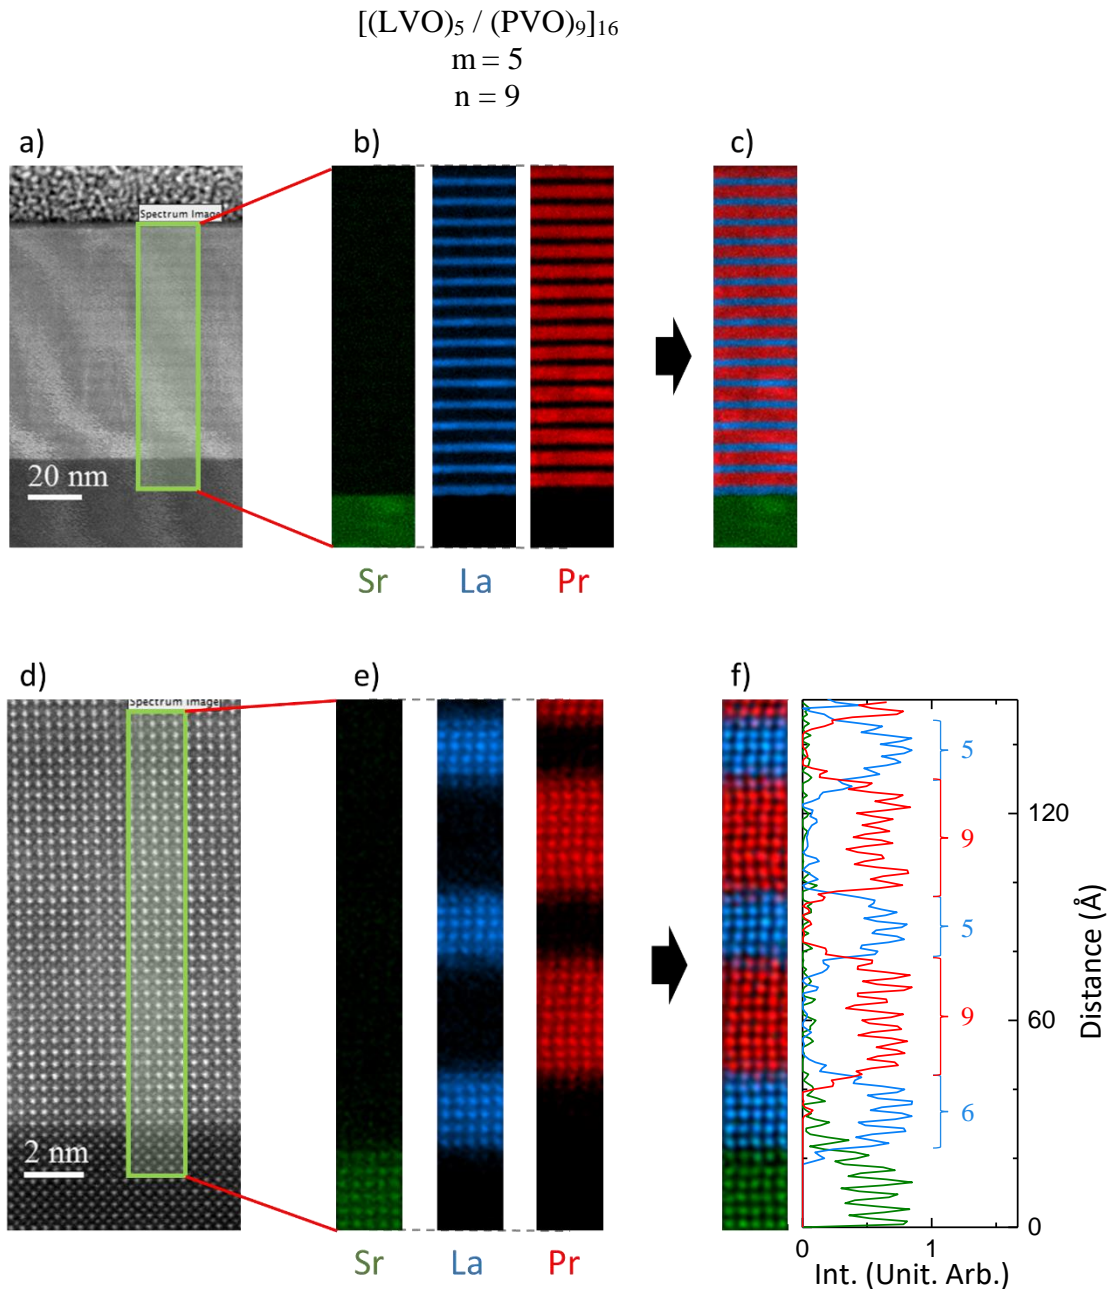 [(LVO)₅ / (PVO)₉]₁₆
m = 5
n = 9
a)
b)
c)
Spectrum Image
20 nm
Sr
La
Pr
d)
e)
f)
Spectrum Image
2 nm
5
9
5
9
6
120
60
0
Distance (Å)
0
1
Int. (Unit. Arb.)
Sr
La
Pr